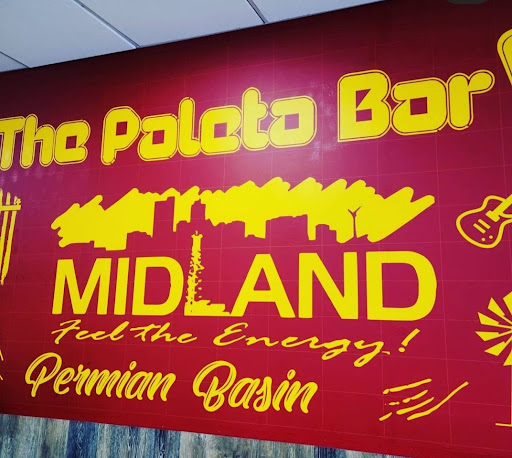 The Paleta Bar
MIDLAND
Feel the Energy!
Permian Basin